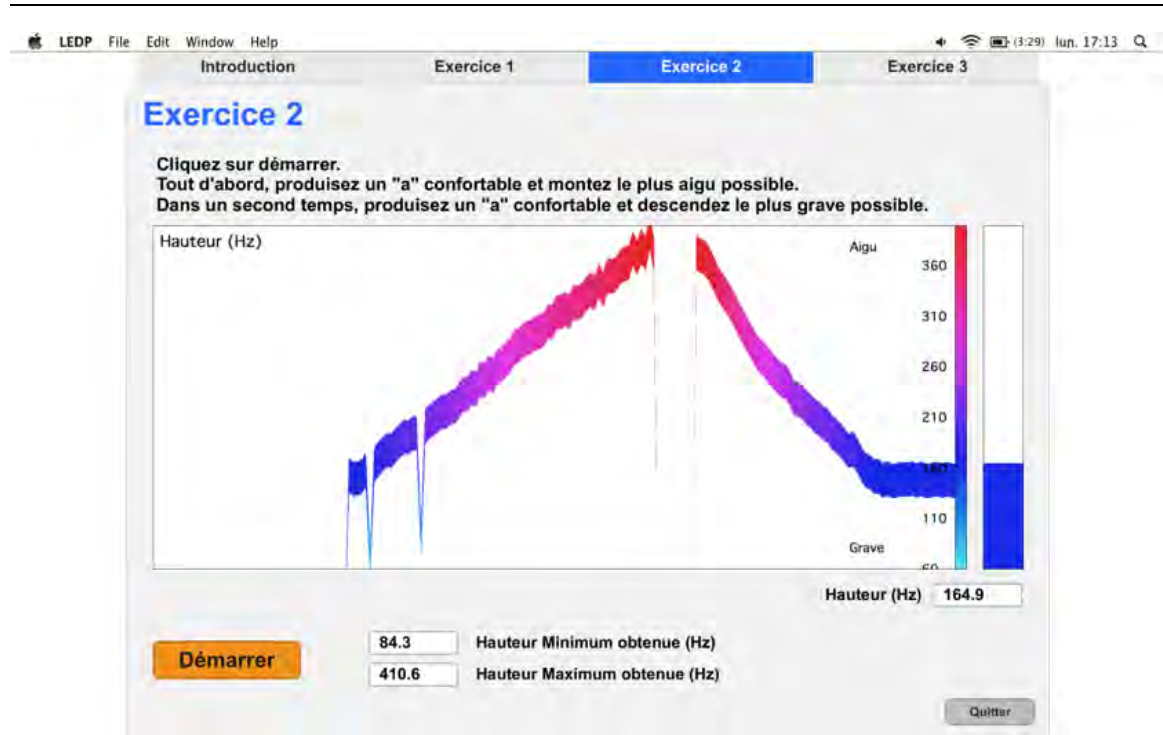 LEDP File Edit Window Help (3:29) lun. 17:13
Introduction Exercice 1 Exercice 2 Exercice 3
Exercice 2
Cliquez sur démarrer.
Tout d'abord, produisez un "a" confortable et montez le plus aigu possible.
Dans un second temps, produisez un "a" confortable et descendez le plus grave possible.
Hauteur (Hz)
Aigu
360
310
260
210
160
110
Grave
60
Hauteur (Hz) 164.9
84.3 Hauteur Minimum obtenue (Hz)
Démarrer
410.6 Hauteur Maximum obtenue (Hz)
Quitter